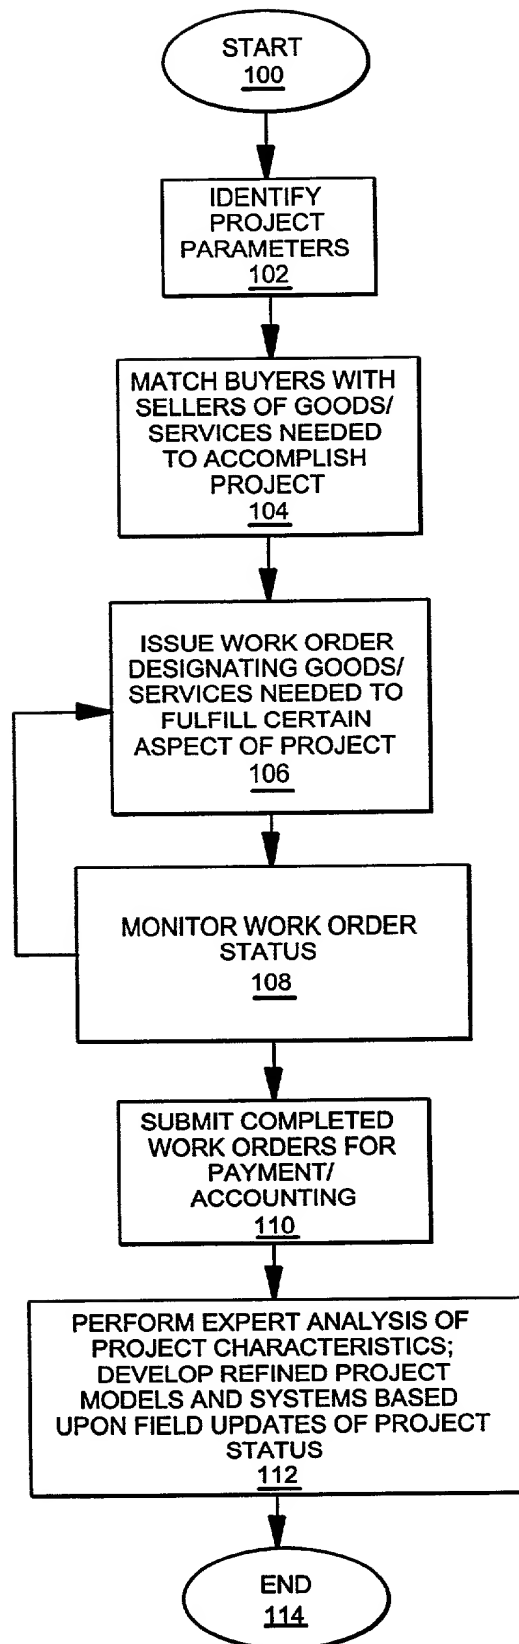 START
100
IDENTIFY
PROJECT
PARAMETERS
102
MATCH BUYERS WITH
SELLERS OF GOODS/
SERVICES NEEDED
TO ACCOMPLISH
PROJECT
104
ISSUE WORK ORDER
DESIGNATING GOODS/
SERVICES NEEDED TO
FULFILL CERTAIN
ASPECT OF PROJECT
106
MONITOR WORK ORDER
STATUS
108
SUBMIT COMPLETED
WORK ORDERS FOR
PAYMENT/
ACCOUNTING
110
PERFORM EXPERT ANALYSIS OF
PROJECT CHARACTERISTICS;
DEVELOP REFINED PROJECT
MODELS AND SYSTEMS BASED
UPON FIELD UPDATES OF PROJECT
STATUS
112
END
114